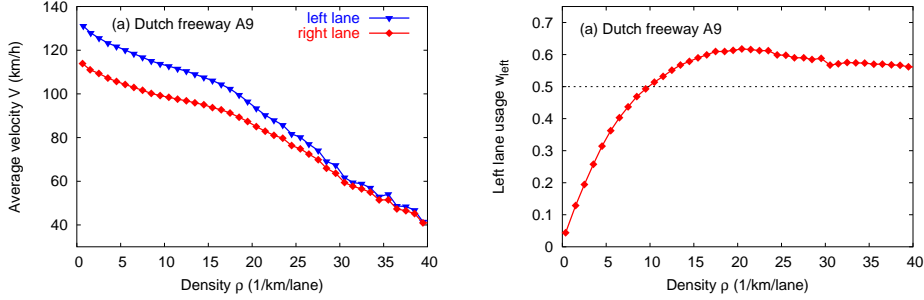 (a) Dutch freeway A9
left lane
right lane
Average velocity V (km/h)
140
120
100
80
60
40
0 5 10 15 20 25 30 35 40
Density ρ (1/km/lane)
(a) Dutch freeway A9
Left lane usage w_left
0.7
0.6
0.5
0.4
0.3
0.2
0.1
0
0 5 10 15 20 25 30 35 40
Density ρ (1/km/lane)